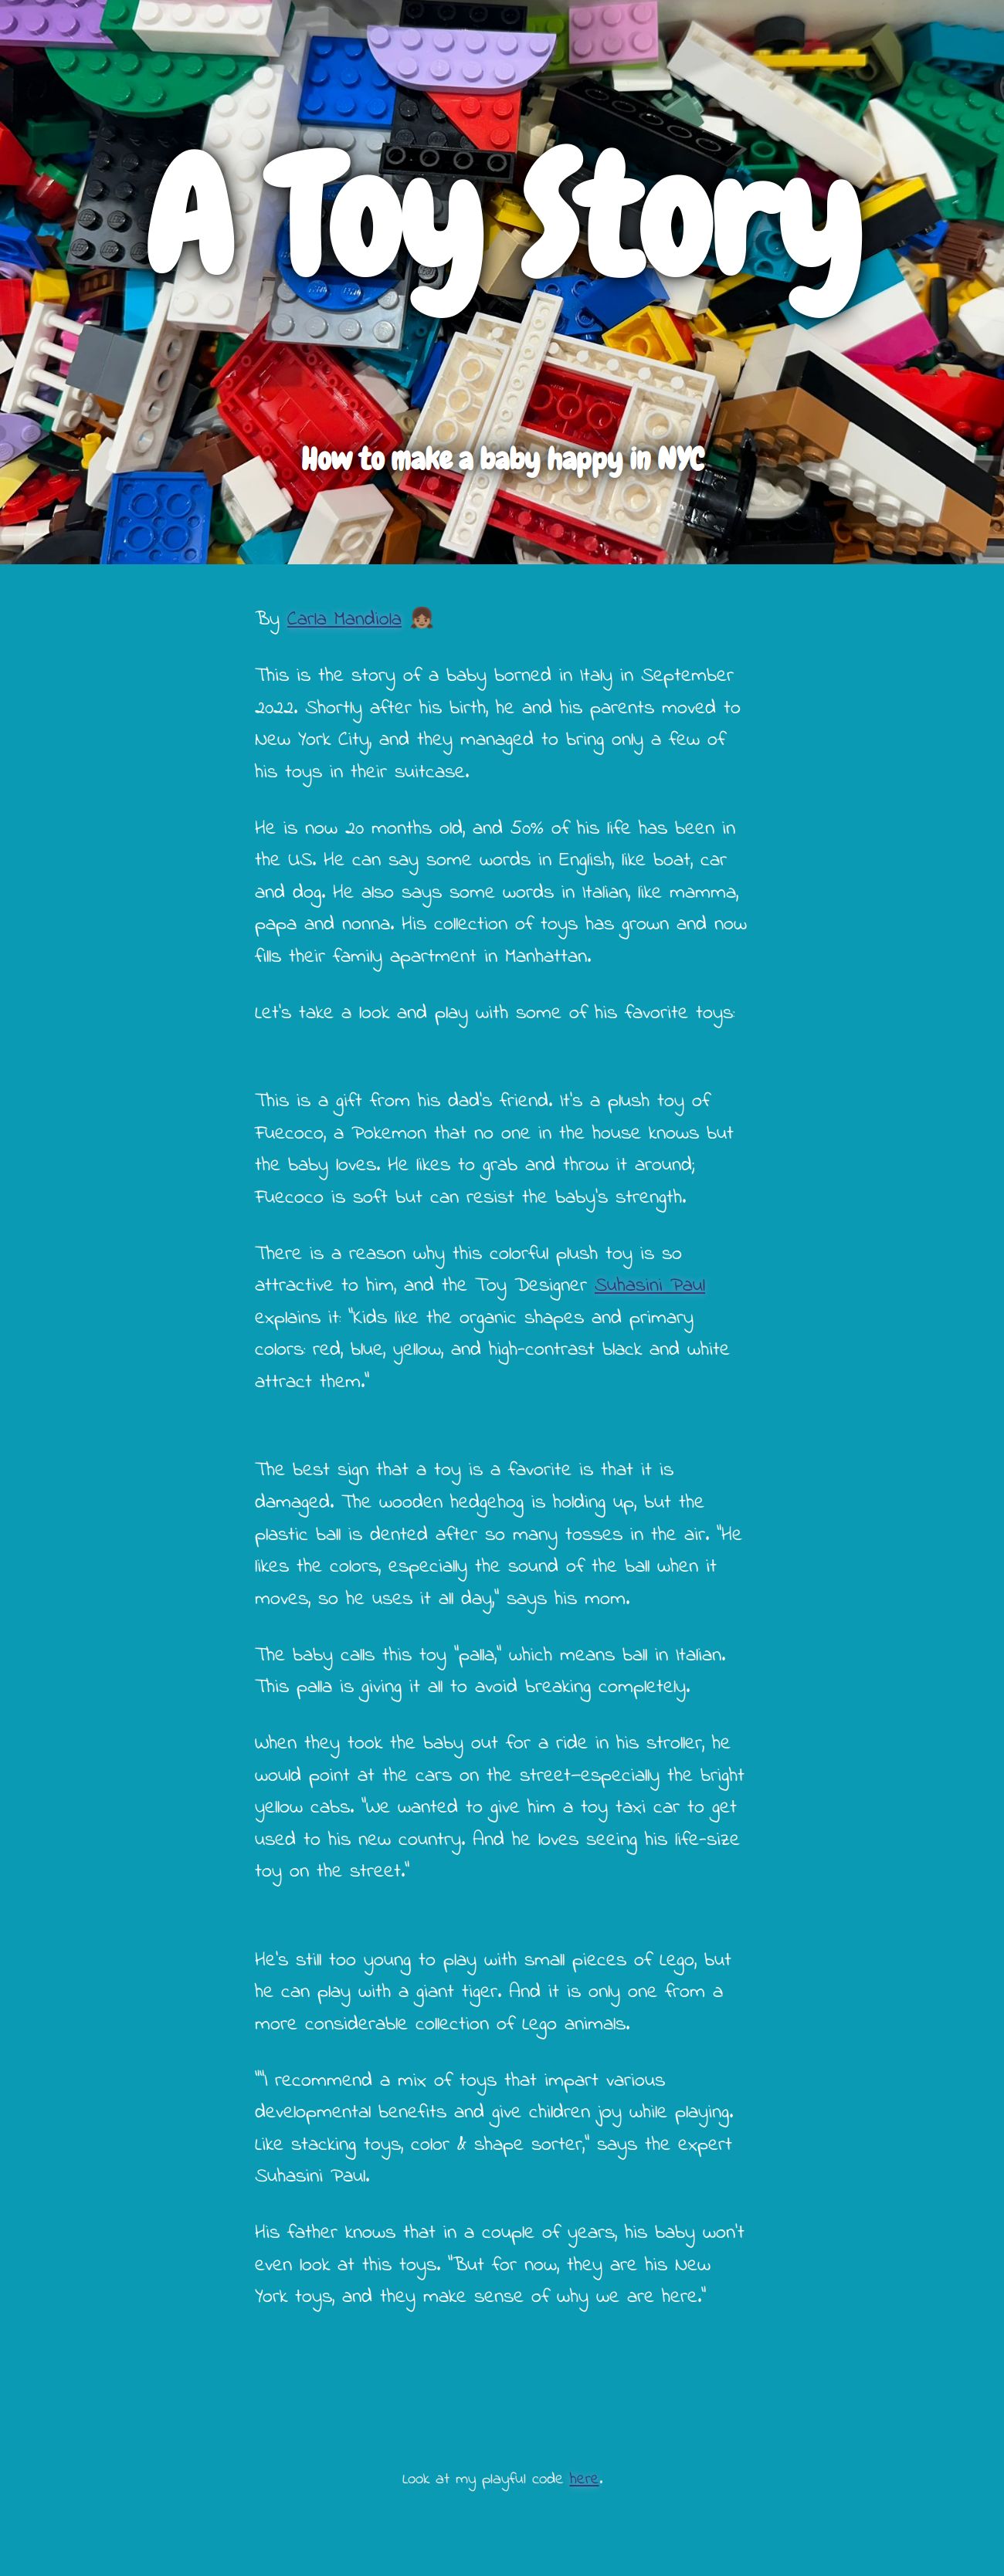 A Toy Story
How to make a baby happy in NYC
By Carla Mandiola 👧🏽
This is the story of a baby borned in Italy in September
2022. Shortly after his birth, he and his parents moved to
New York City, and they managed to bring only a few of
his toys in their suitcase.
He is now 20 months old, and 50% of his life has been in
the US. He can say some words in English, like boat, car
and dog. He also says some words in Italian, like mamma,
papa and nonna. His collection of toys has grown and now
fills their family apartment in Manhattan.
Let's take a look and play with some of his favorite toys:
This is a gift from his dad's friend. It's a plush toy of
Fuecoco, a Pokemon that no one in the house knows but
the baby loves. He likes to grab and throw it around;
Fuecoco is soft but can resist the baby's strength.
There is a reason why this colorful plush toy is so
attractive to him, and the Toy Designer Suhasini Paul
explains it: "Kids like the organic shapes and primary
colors: red, blue, yellow, and high-contrast black and white
attract them."
The best sign that a toy is a favorite is that it is
damaged. The wooden hedgehog is holding up, but the
plastic ball is dented after so many tosses in the air. "He
likes the colors, especially the sound of the ball when it
moves, so he uses it all day," says his mom.
The baby calls this toy "palla," which means ball in Italian.
This palla is giving it all to avoid breaking completely.
When they took the baby out for a ride in his stroller, he
would point at the cars on the street—especially the bright
yellow cabs. "We wanted to give him a toy taxi car to get
used to his new country. And he loves seeing his life-size
toy on the street."
He's still too young to play with small pieces of Lego, but
he can play with a giant tiger. And it is only one from a
more considerable collection of Lego animals.
""I recommend a mix of toys that impart various
developmental benefits and give children joy while playing.
Like stacking toys, color & shape sorter," says the expert
Suhasini Paul.
His father knows that in a couple of years, his baby won't
even look at this toys. "But for now, they are his New
York toys, and they make sense of why we are here."
Look at my playful code here.